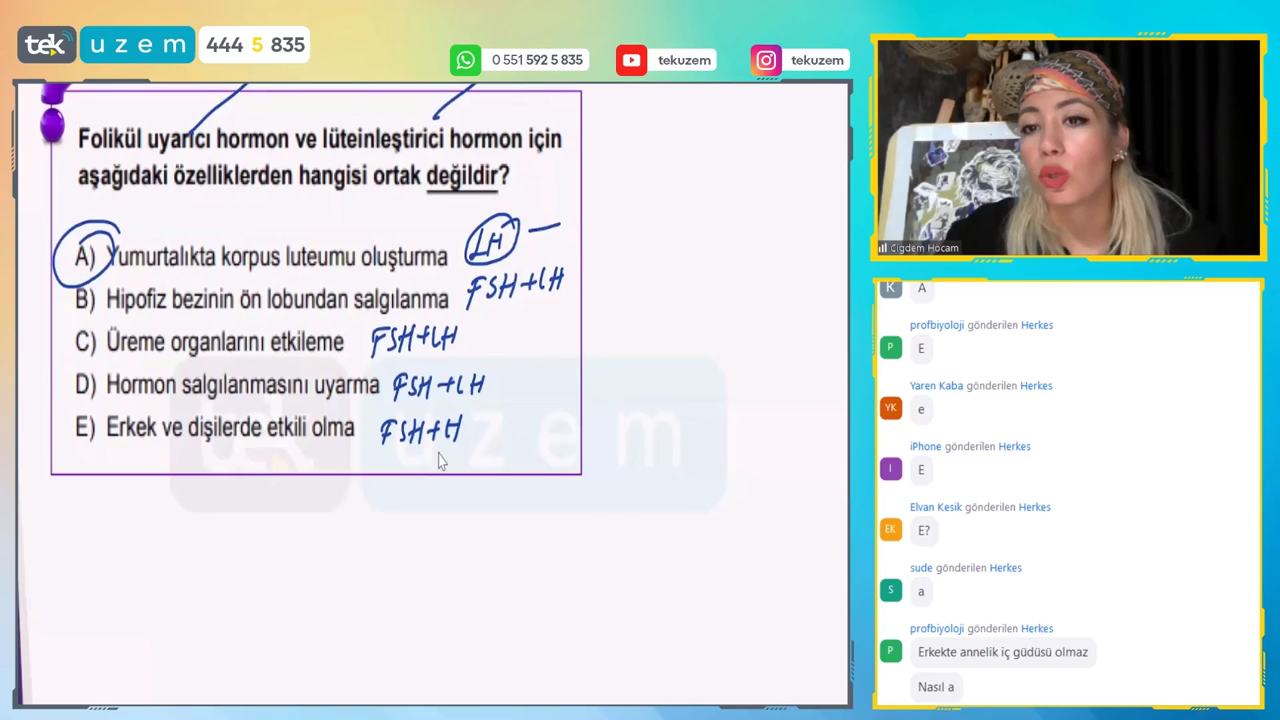 tek
uzem
444 5 835
0 551 592 5 835
tekuzem
tekuzem
Folikül uyarıcı hormon ve lüteinleştirici hormon için
aşağıdaki özelliklerden hangisi ortak değildir?
A) Yumurtalıkta korpus luteumu oluşturma LH –
B) Hipofiz bezinin ön lobundan salgılanma FSH+LH
C) Üreme organlarını etkileme FSH+LH
D) Hormon salgılanmasını uyarma FSH+LH
E) Erkek ve dişilerde etkili olma FSH+LH
tek uzem
Çigdem Hocam
K
A
profbiyoloji gönderilen Herkes
P
E
Yaren Kaba gönderilen Herkes
YK
e
iPhone gönderilen Herkes
I
E
Elvan Kesik gönderilen Herkes
EK
E?
sude gönderilen Herkes
S
a
profbiyoloji gönderilen Herkes
P
Erkekte annelik iç güdüsü olmaz
Nasıl a